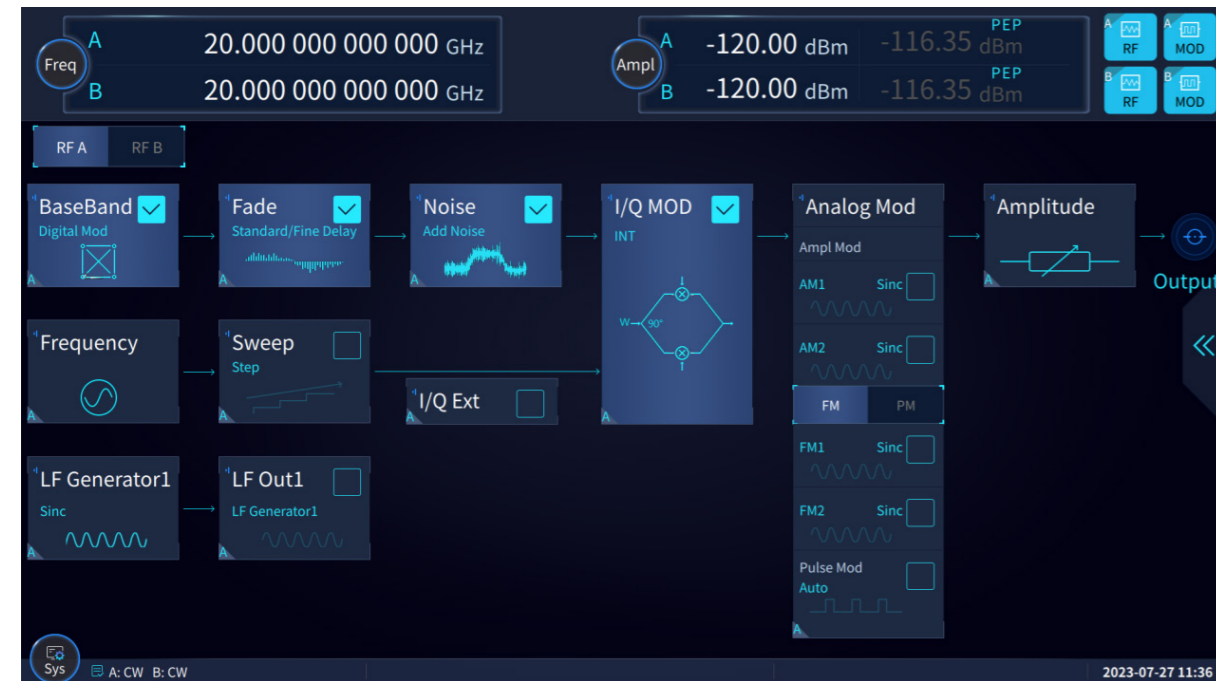 Freq
A 20.000 000 000 000 GHz
B 20.000 000 000 000 GHz
Ampl
A -120.00 dBm -116.35 dBm PEP
B -120.00 dBm -116.35 dBm PEP
A RF
A MOD
B RF
B MOD
RF A RF B
BaseBand
Digital Mod
A
Fade
Standard/Fine Delay
A
Noise
Add Noise
A
I/Q MOD
INT
I
W 90°
I
A
Analog Mod
Ampl Mod
AM1 Sinc
AM2 Sinc
FM PM
FM1 Sinc
FM2 Sinc
Pulse Mod
Auto
A
Amplitude
A
Output
Frequency
A
Sweep
Step
A
I/Q Ext
A
LF Generator1
Sinc
A
LF Out1
LF Generator1
A
Sys
A: CW B: CW
2023-07-27 11:36